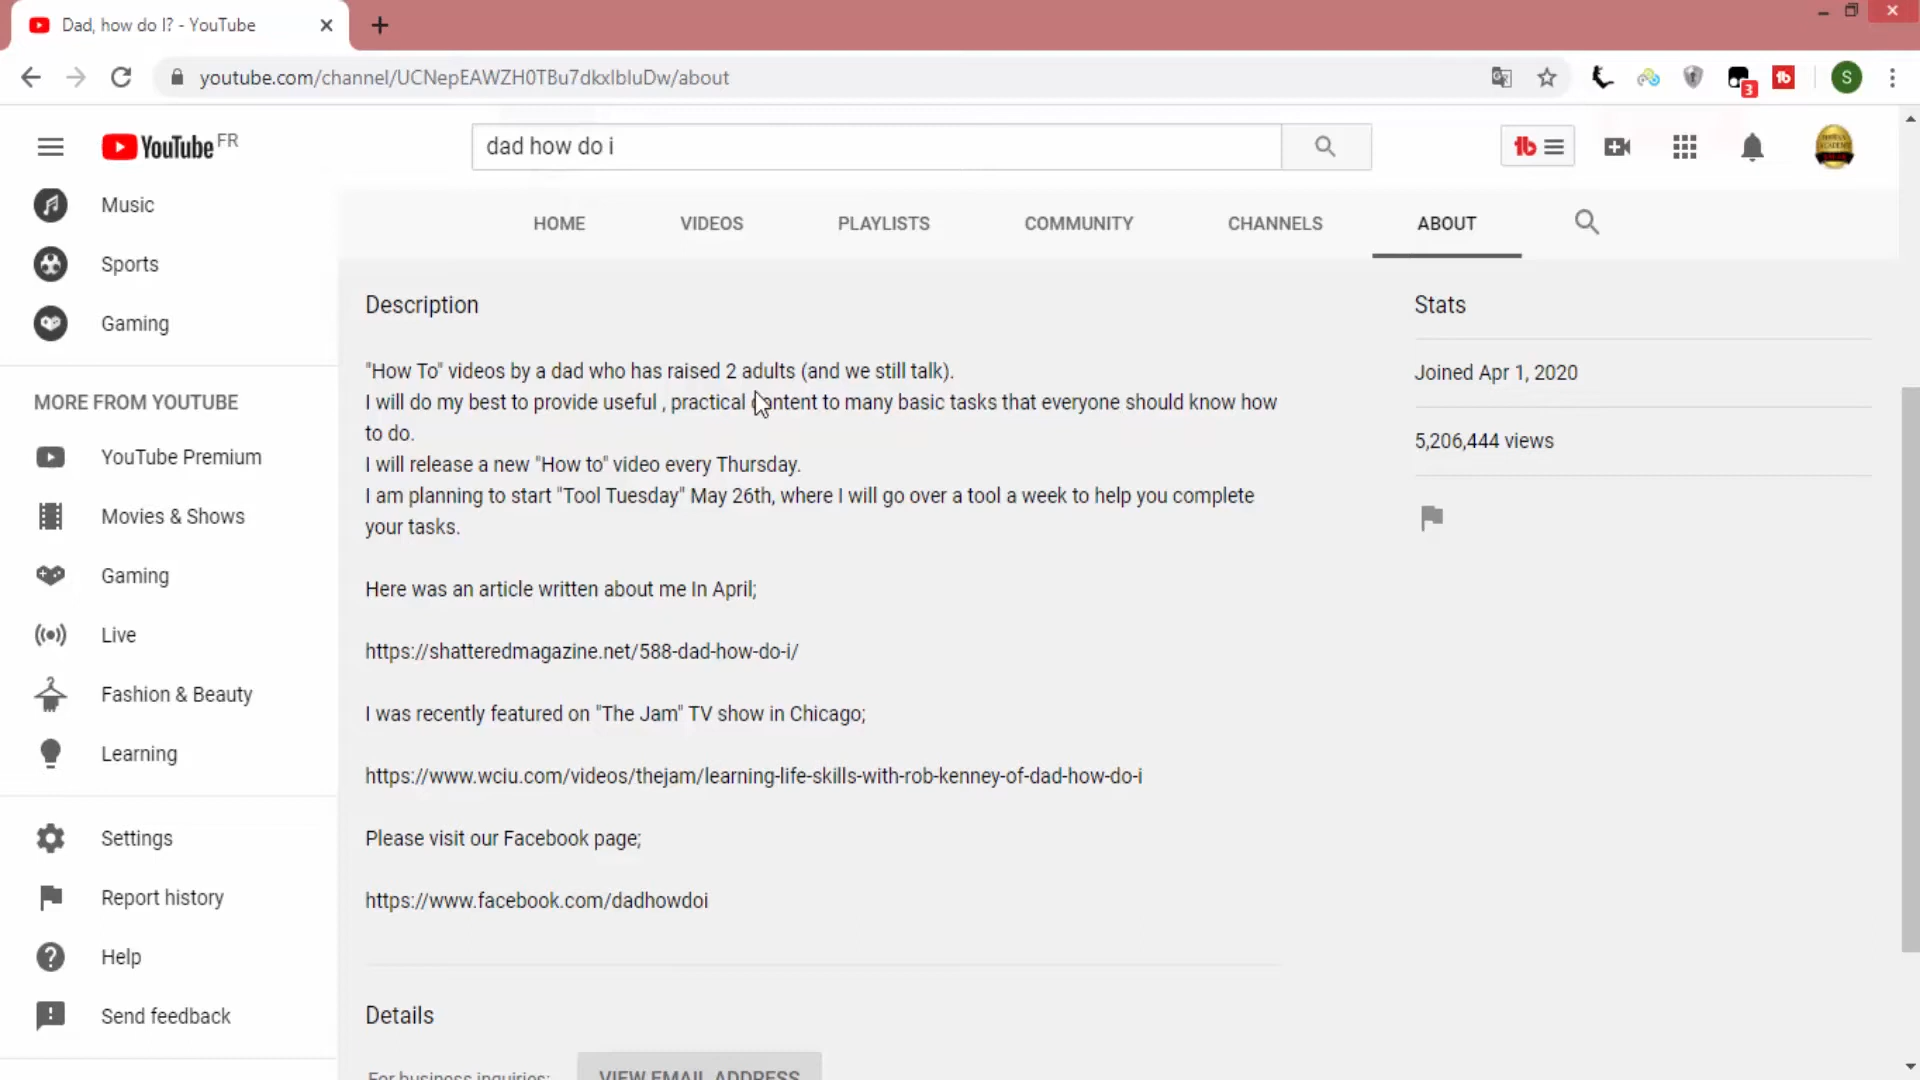 Dad, how do I? - YouTube
youtube.com/channel/UCNepEAWZH0TBu7dkxIbIuDw/about
3
S
YouTube FR
dad how do i
Music
HOME VIDEOS PLAYLISTS COMMUNITY CHANNELS ABOUT
Sports
Gaming
MORE FROM YOUTUBE
YouTube Premium
Movies & Shows
Gaming
Live
Fashion & Beauty
Learning
Settings
Report history
Help
Send feedback
Description
"How To" videos by a dad who has raised 2 adults (and we still talk).
I will do my best to provide useful , practical content to many basic tasks that everyone should know how
to do.
I will release a new "How to" video every Thursday.
I am planning to start "Tool Tuesday" May 26th, where I will go over a tool a week to help you complete
your tasks.
Here was an article written about me In April;
https://shatteredmagazine.net/588-dad-how-do-i/
I was recently featured on "The Jam" TV show in Chicago;
https://www.wciu.com/videos/thejam/learning-life-skills-with-rob-kenney-of-dad-how-do-i
Please visit our Facebook page;
https://www.facebook.com/dadhowdoi
Details
For business inquiries: VIEW EMAIL ADDRESS
Stats
Joined Apr 1, 2020
5,206,444 views